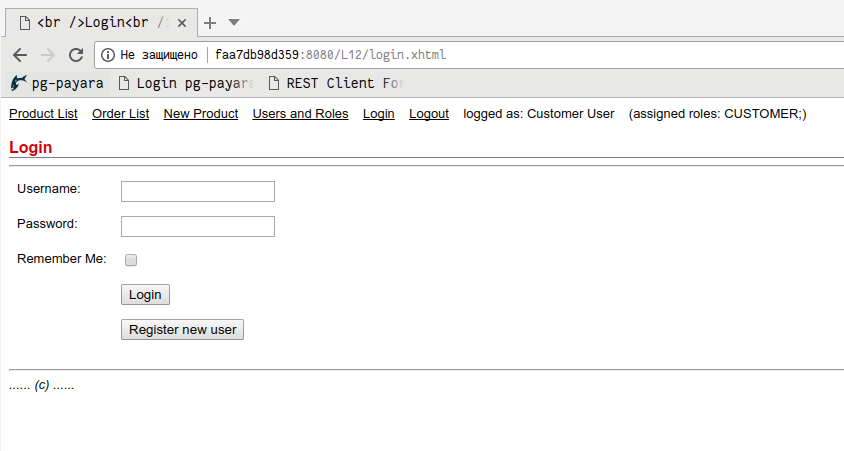 <br />Login<br />
Не защищено faa7db98d359:8080/L12/login.xhtml
pg-payara Login pg-payara REST Client For
Product List Order List New Product Users and Roles Login Logout logged as: Customer User (assigned roles: CUSTOMER;)
Login
Username:
Password:
Remember Me:
Login
Register new user
...... (c) ......